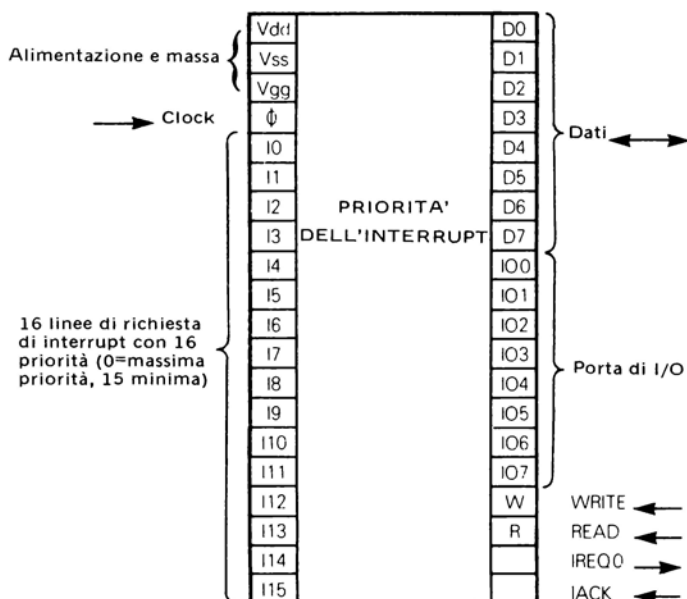 Alimentazione e massa
Clock
16 linee di richiesta
di interrupt con 16
priorità (0=massima
priorità, 15 minima)
Vdd
Vss
Vgg
ϕ
I0
I1
I2
I3
I4
I5
I6
I7
I8
I9
I10
I11
I12
I13
I14
I15
PRIORITA'
DELL'INTERRUPT
D0
D1
D2
D3
D4
D5
D6
D7
IO0
IO1
IO2
IO3
IO4
IO5
IO6
IO7
W
R
Dati
Porta di I/O
WRITE
READ
IREQ0
IACK